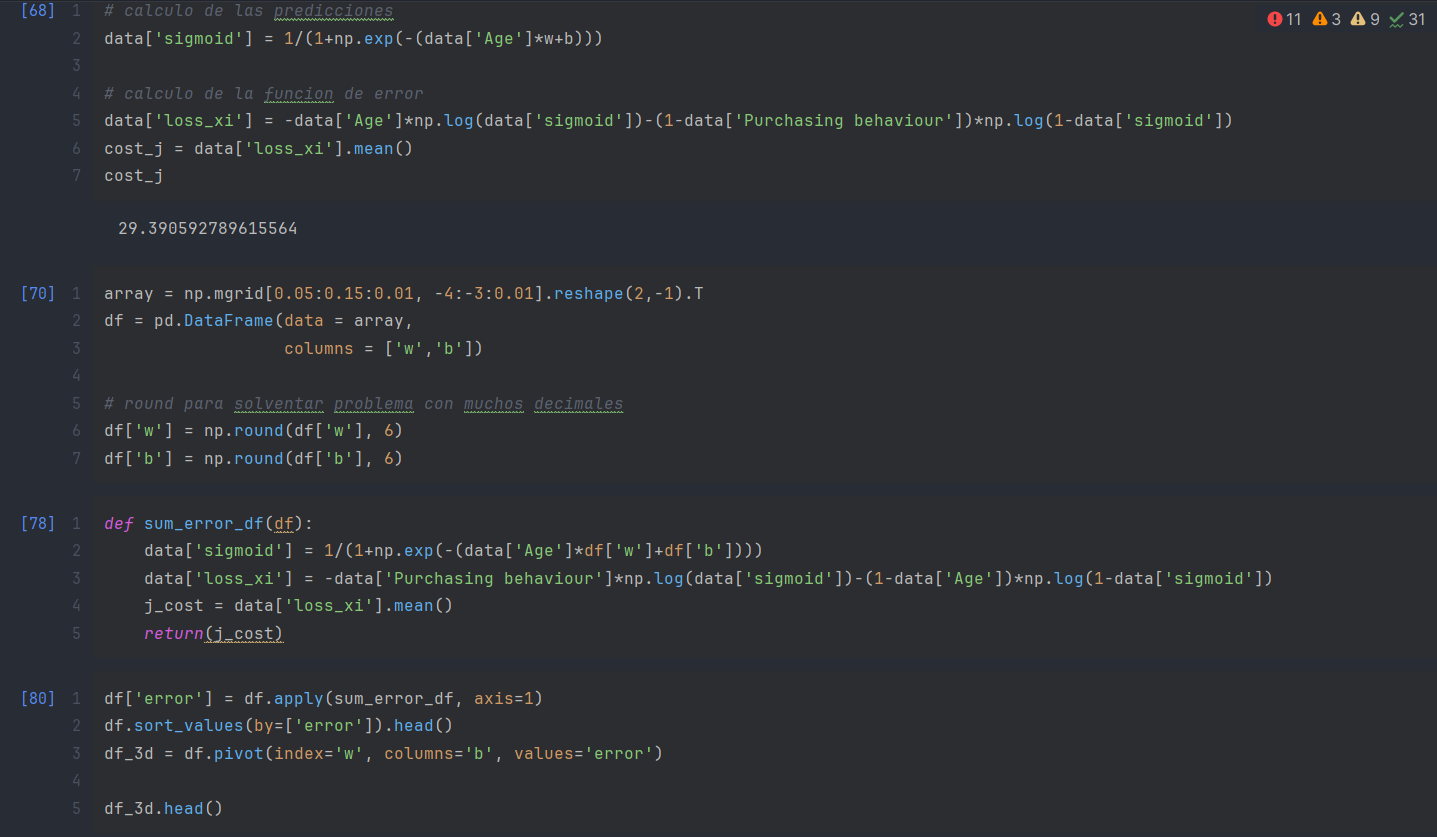 [68] 1 # calculo de las predicciones
11 3 9 31
2 data['sigmoid'] = 1/(1+np.exp(-(data['Age']*w+b)))
3
4 # calculo de la funcion de error
5 data['loss_xi'] = -data['Age']*np.log(data['sigmoid'])-(1-data['Purchasing behaviour'])*np.log(1-data['sigmoid'])
6 cost_j = data['loss_xi'].mean()
7 cost_j
29.390592789615564
[70] 1 array = np.mgrid[0.05:0.15:0.01, -4:-3:0.01].reshape(2,-1).T
2 df = pd.DataFrame(data = array,
3 columns = ['w','b'])
4
5 # round para solventar problema con muchos decimales
6 df['w'] = np.round(df['w'], 6)
7 df['b'] = np.round(df['b'], 6)
[78] 1 def sum_error_df(df):
2 data['sigmoid'] = 1/(1+np.exp(-(data['Age']*df['w']+df['b'])))
3 data['loss_xi'] = -data['Purchasing behaviour']*np.log(data['sigmoid'])-(1-data['Age'])*np.log(1-data['sigmoid'])
4 j_cost = data['loss_xi'].mean()
5 return(j_cost)
[80] 1 df['error'] = df.apply(sum_error_df, axis=1)
2 df.sort_values(by=['error']).head()
3 df_3d = df.pivot(index='w', columns='b', values='error')
4
5 df_3d.head()